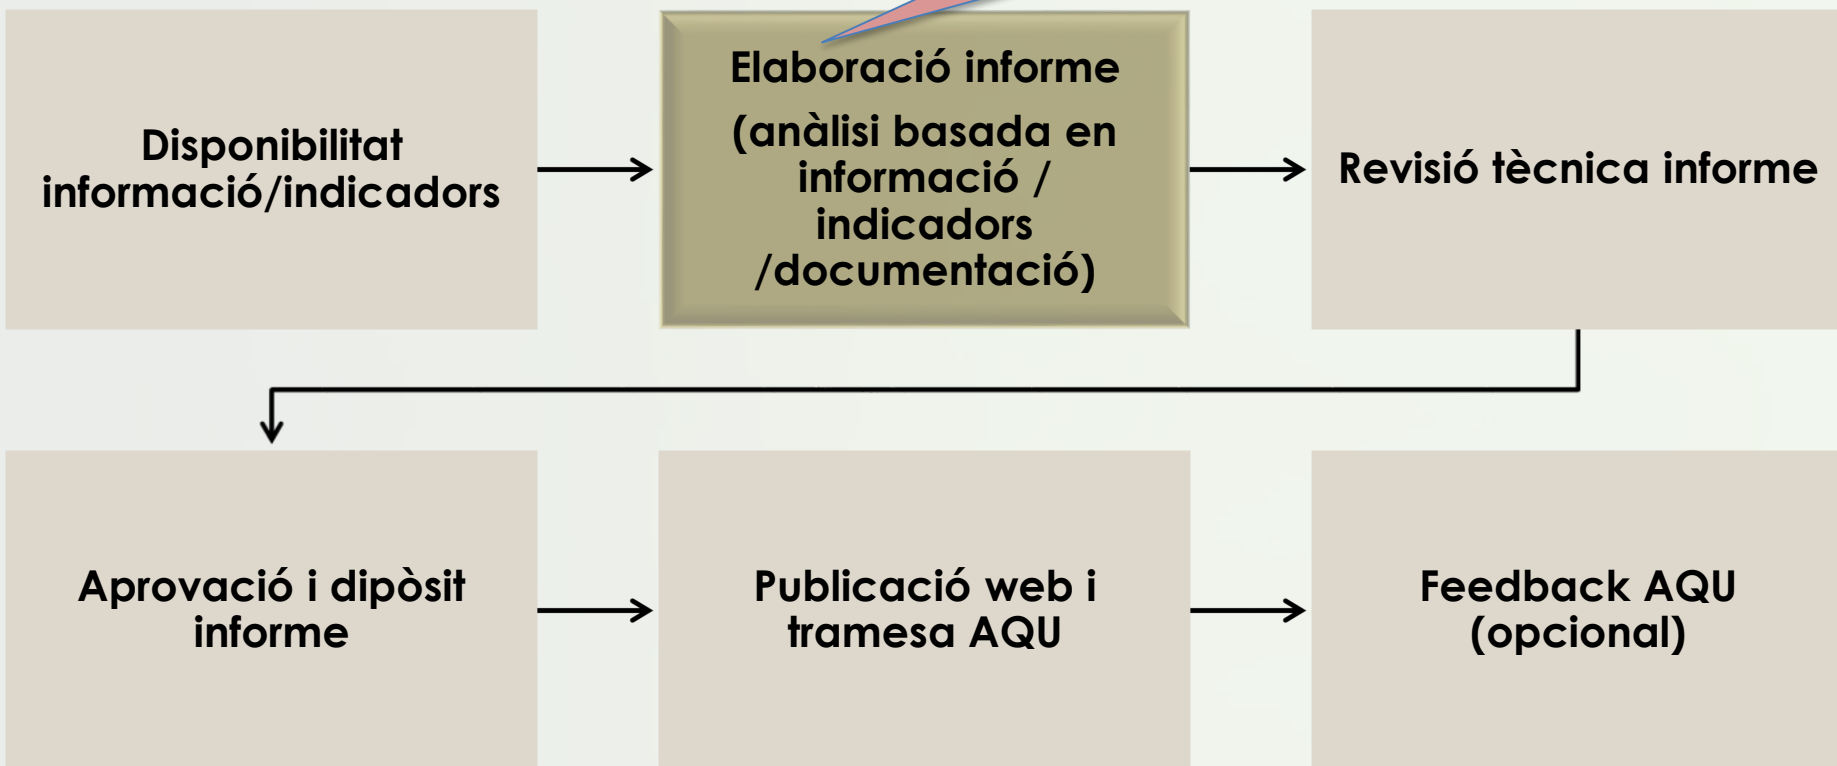 Disponibilitat
informació/indicadors
Elaboració informe
(anàlisi basada en
informació /
indicadors
/documentació)
Revisió tècnica informe
Aprovació i dipòsit
informe
Publicació web i
tramesa AQU
Feedback AQU
(opcional)